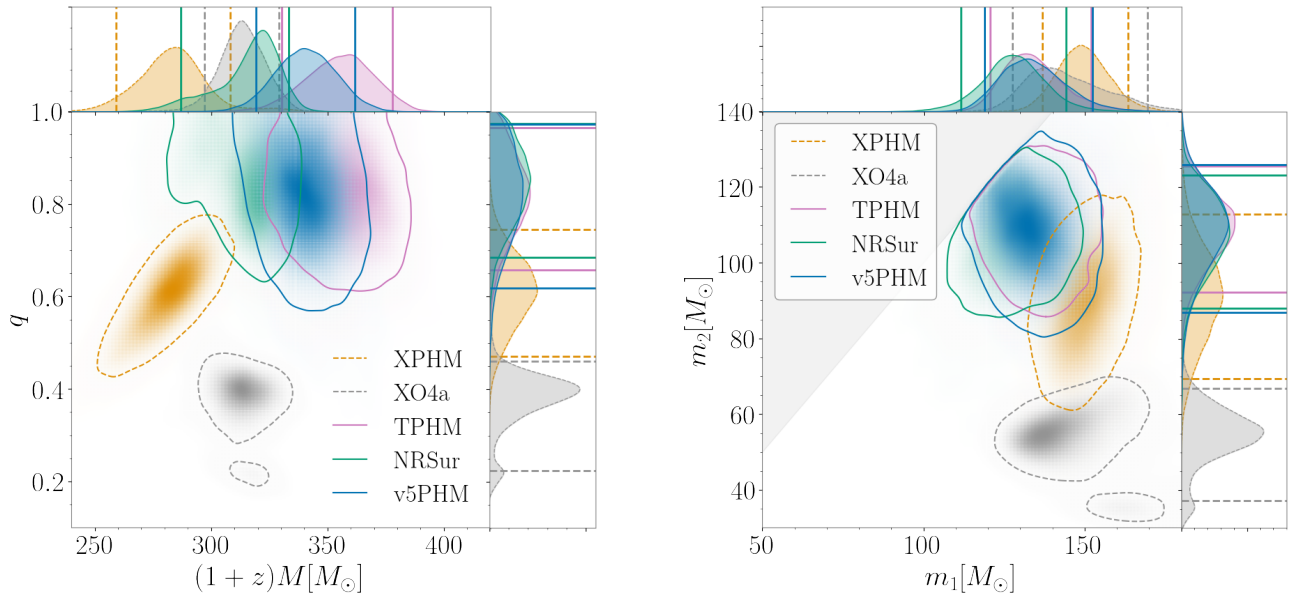 1.0
0.8
0.6
0.4
0.2
q
250
300
350
400
(1 + z)M[M⊙]
XPHM
XO4a
TPHM
NRSur
v5PHM
140
120
100
80
60
40
m₂[M⊙]
50
100
150
m₁[M⊙]
XPHM
XO4a
TPHM
NRSur
v5PHM